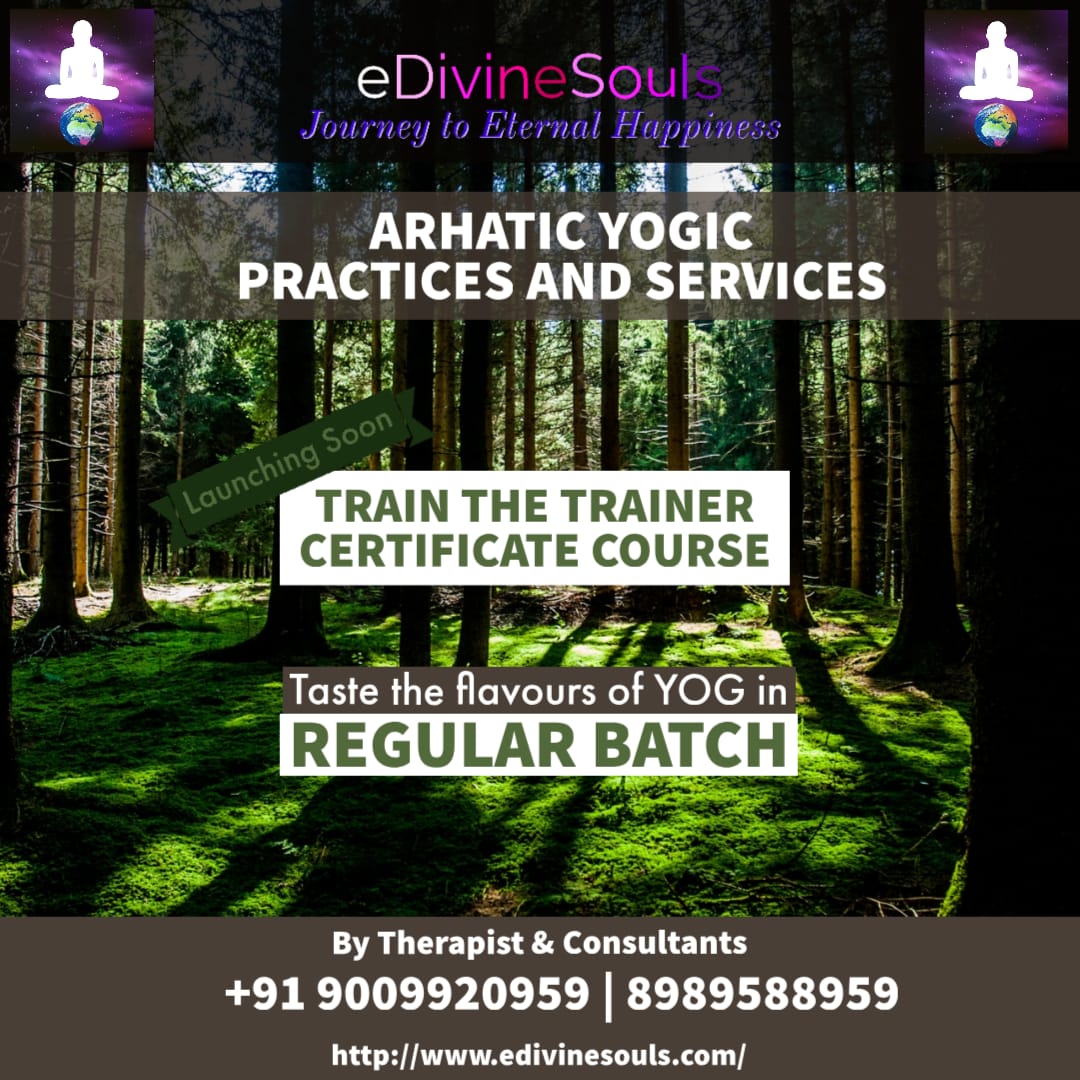 eDivineSouls
Journey to Eternal Happiness
ARHATIC YOGIC
PRACTICES AND SERVICES
Launching Soon
TRAIN THE TRAINER
CERTIFICATE COURSE
Taste the flavours of YOG in
REGULAR BATCH
By Therapist & Consultants
+91 9009920959 | 8989588959
http://www.edivinesouls.com/